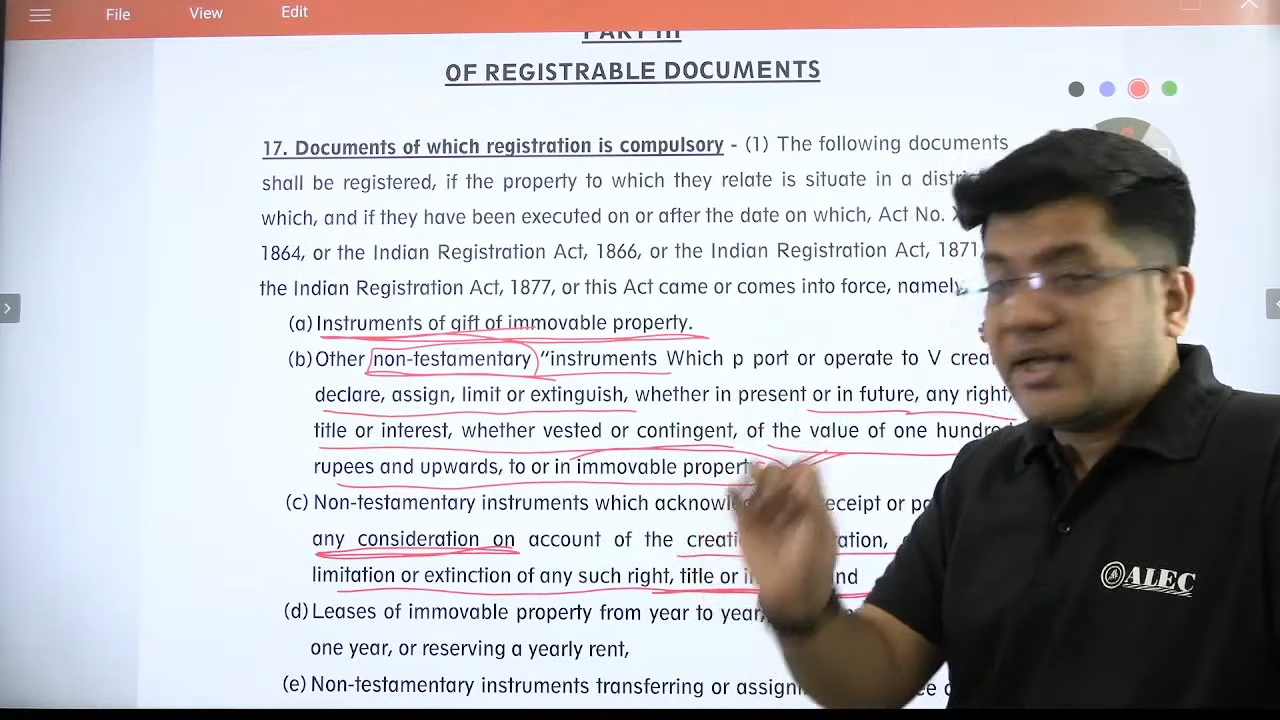 File View Edit
PART III
OF REGISTRABLE DOCUMENTS
17. Documents of which registration is compulsory - (1) The following documents
shall be registered, if the property to which they relate is situate in a
which, and if they have been executed on or after the date on which, Act No.
1864, or the Indian Registration Act, 1866, or the Indian Registration Act, 1871,
the Indian Registration Act, 1877, or this Act came or comes into force, namely
(a) Instruments of gift of immovable property.
(b) Other non-testamentary "instruments Which p port or operate to V
declare, assign, limit or extinguish, whether in present or in future, any right,
title or interest, whether vested or contingent, of the value of one hundred
rupees and upwards, to or in immovable
(c) Non-testamentary instruments which receipt or
any consideration on account of the
limitation or extinction of any such right, title or
(d) Leases of immovable property from year to year,
one year, or reserving a yearly rent,
(e) Non-testamentary instruments transferring or
ALEC